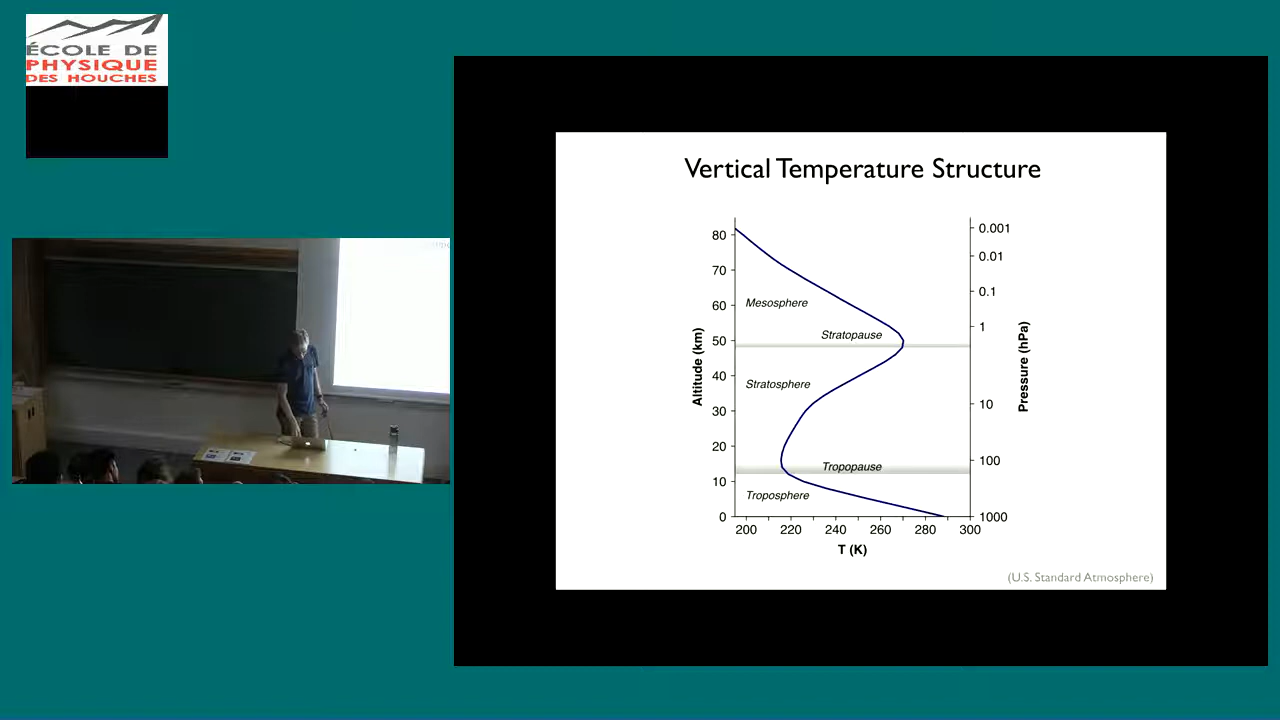 ÉCOLE DE
PHYSIQUE
DES HOUCHES
Vertical Temperature Structure
80
70
60
50
40
30
20
10
0
Altitude (km)
Mesosphere
Stratopause
Stratosphere
Tropopause
Troposphere
0.001
0.01
0.1
1
10
100
1000
Pressure (hPa)
200 220 240 260 280 300
T (K)
(U.S. Standard Atmosphere)